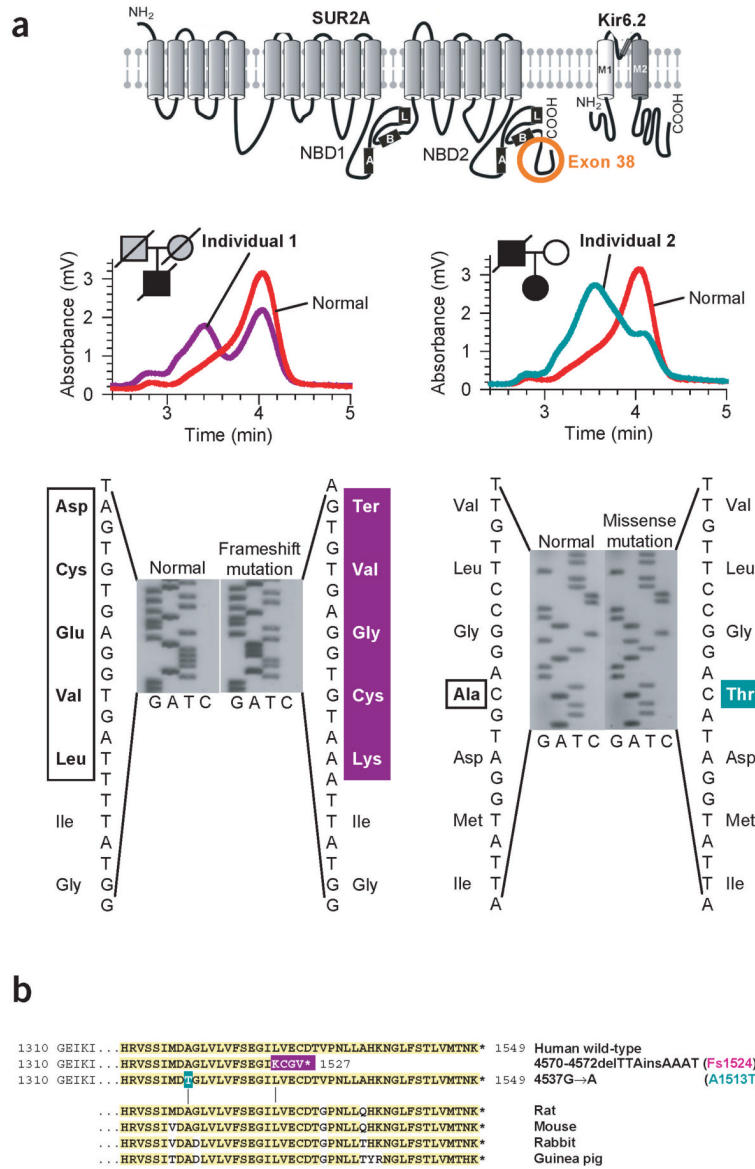 a
NH2
SUR2A
Kir6.2
M1
M2
NH2
COOH
COOH
NBD1
NBD2
A
B
L
A
B
L
Exon 38
Individual 1
Normal
Absorbance (mV)
3
2
1
0
3
4
5
Time (min)
Individual 2
Normal
Absorbance (mV)
3
2
1
0
3
4
5
Time (min)
Asp
Cys
Glu
Val
Leu
Ile
Gly
T
A
G
T
G
T
G
A
G
G
T
G
A
T
T
T
T
A
T
G
G
Normal
Frameshift
mutation
G A T C
G A T C
A
G
T
G
T
G
A
G
G
T
G
T
A
A
A
T
T
A
T
G
G
Ter
Val
Gly
Cys
Lys
Ile
Gly
Val
Leu
Gly
Ala
Asp
Met
Ile
T
T
G
T
T
C
C
G
G
A
C
G
T
A
G
G
T
A
T
T
A
Normal
Missense
mutation
G A T C
G A T C
T
T
G
T
T
C
C
G
G
A
C
A
T
A
G
G
T
A
T
T
A
Val
Leu
Gly
Thr
Asp
Met
Ile
b
1310 GEIKI...HRVSSIMDAGLVLVFSEGILVECDTVPNLLAHKNGLFSTLVMTNK* 1549 Human wild-type
1310 GEIKI...HRVSSIMDAGLVLVFSEGIKCGV* 1527 4570-4572delTTAinsAAAT (Fs1524)
1310 GEIKI...HRVSSIMDTGLVLVFSEGILVECDTVPNLLAHKNGLFSTLVMTNK* 1549 4537G→A (A1513T)
...HRVSSIMDAGLVLVFSEGILVECDTGPNLLQHKNGLFSTLVMTNK* Rat
...HRVSSIVDAGLVLVFSEGILVECDTGPNLLQHKNGLFSTLVMTNK* Mouse
...HRVSSIVDADLVLVFSEGILVECDTGPNLLTHKNGLFSTLVMTNK* Rabbit
...HRVSSITDADLVLVFSEGILVECDTGPNLLTYRNGLFSTLVMTHK* Guinea pig